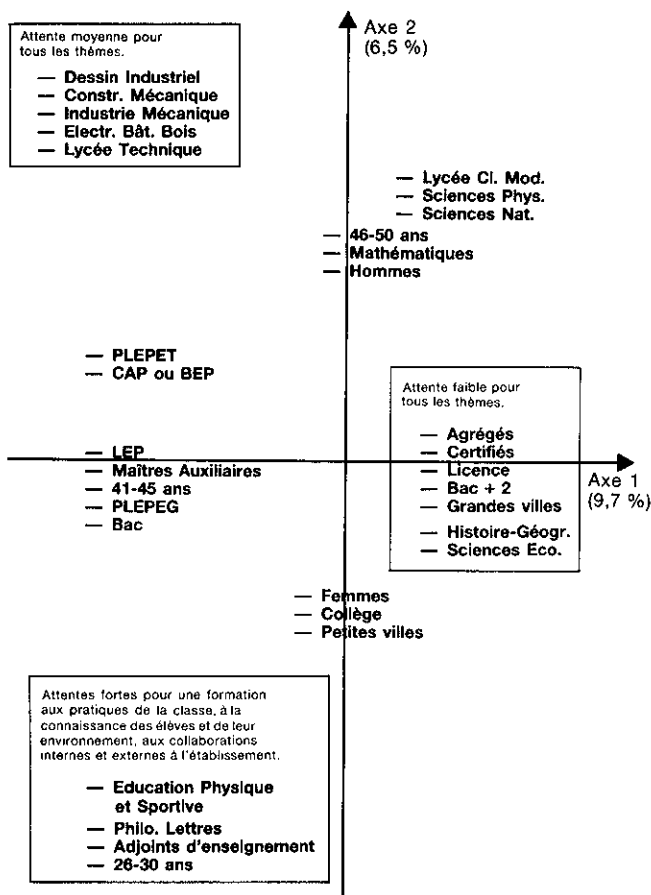 Attente moyenne pour
tous les thèmes.
— Dessin Industriel
— Constr. Mécanique
— Industrie Mécanique
— Electr. Bât. Bois
— Lycée Technique
Axe 2
(6,5 %)
— Lycée Cl. Mod.
— Sciences Phys.
— Sciences Nat.
— 46-50 ans
— Mathématiques
— Hommes
— PLEPET
— CAP ou BEP
Attente faible pour
tous les thèmes.
— Agrégés
— Certifiés
— Licence
— Bac + 2
— Grandes villes
— Histoire-Géogr.
— Sciences Eco.
Axe 1
(9,7 %)
— LEP
— Maîtres Auxiliaires
— 41-45 ans
— PLEPEG
— Bac
— Femmes
— Collège
— Petites villes
Attentes fortes pour une formation
aux pratiques de la classe, à la
connaissance des élèves et de leur
environnement, aux collaborations
internes et externes à l'établissement.
— Education Physique
et Sportive
— Philo. Lettres
— Adjoints d'enseignement
— 26-30 ans